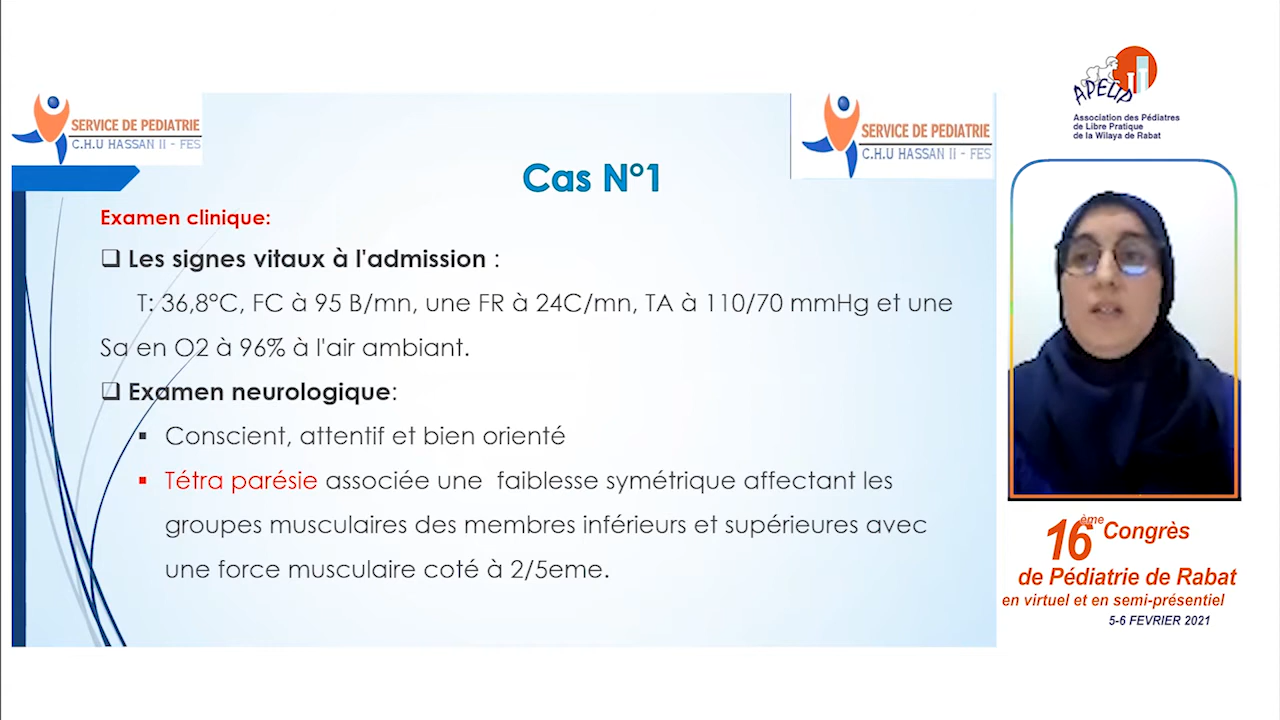 SERVICE DE PEDIATRIE
C.H.U HASSAN II - FES
SERVICE DE PEDIATRIE
C.H.U HASSAN II - FES
Cas N°1
Examen clinique:
Les signes vitaux à l'admission :
T: 36,8°C, FC à 95 B/mn, une FR à 24C/mn, TA à 110/70 mmHg et une
Sa en O2 à 96% à l'air ambiant.
Examen neurologique:
Conscient, attentif et bien orienté
Tétra parésie associée une faiblesse symétrique affectant les
groupes musculaires des membres inférieurs et supérieures avec
une force musculaire coté à 2/5eme.
APELIP
Association des Pédiatres
de Libre Pratique
de la Wilaya de Rabat
16ème Congrès
de Pédiatrie de Rabat
en virtuel et en semi-présentiel
5-6 FEVRIER 2021